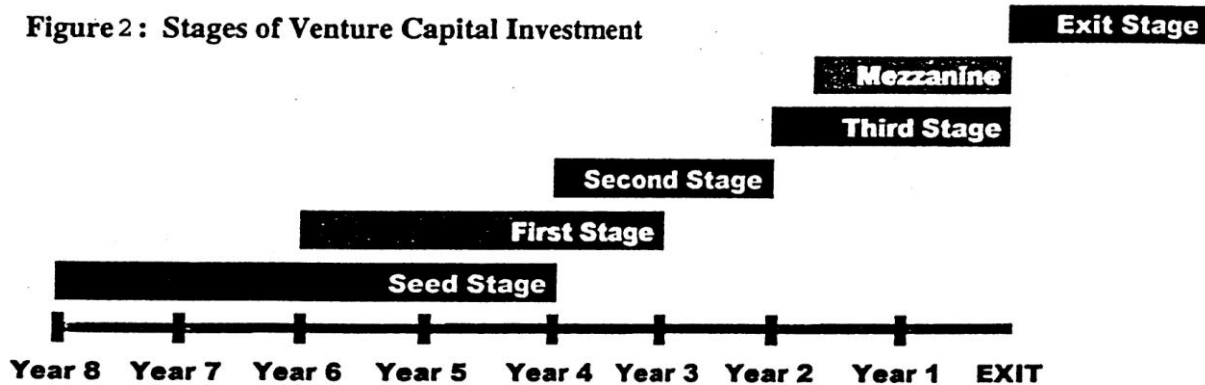 Figure 2: Stages of Venture Capital Investment
Exit Stage
Mezzanine
Third Stage
Second Stage
First Stage
Seed Stage
Year 8 Year 7 Year 6 Year 5 Year 4 Year 3 Year 2 Year 1 EXIT